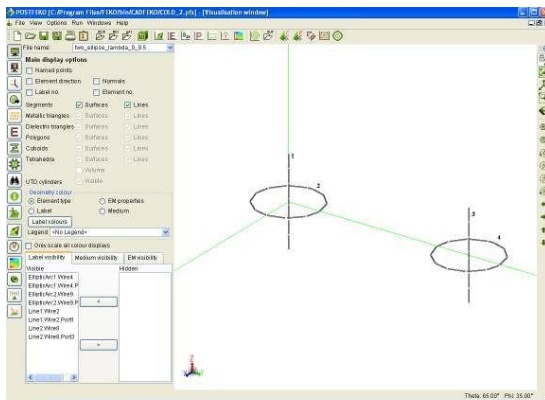 POSTFEKO [C:/Program Files/FEKO/bin/CADFEKO/COLD_2.pfs] - [Visualisation window]
File View Options Run Windows Help
File name: two_ellipos_lambda_0_9.5
Main display options
Named points
Element direction Normals
Label no. Element no.
Segments Surfaces Lines
Metallic triangles Surfaces Lines
Dielectric triangles Surfaces Lines
Polygons Surfaces Lines
Cuboids Surfaces Lines
Tetrahedra Surfaces Lines
Volume
UTD cylinders Visible
Geometry colour
Element type EM properties
Label Medium
Label colours
Legend <No Legend>
Grey scale all colour displays
Label visibility Medium visibility EM visibility
Visible Hidden
EllipticArc1.Wire4
EllipticArc1.Wire4.P
EllipticArc2.Wire9
EllipticArc2.Wire9.P
Line1.Wire2
Line1.Wire2.Port1
Line2.Wire8
Line2.Wire8.Port3
<
>
1
2
3
4
Z
X
Y
Theta: 65.00° Phi: 35.00°